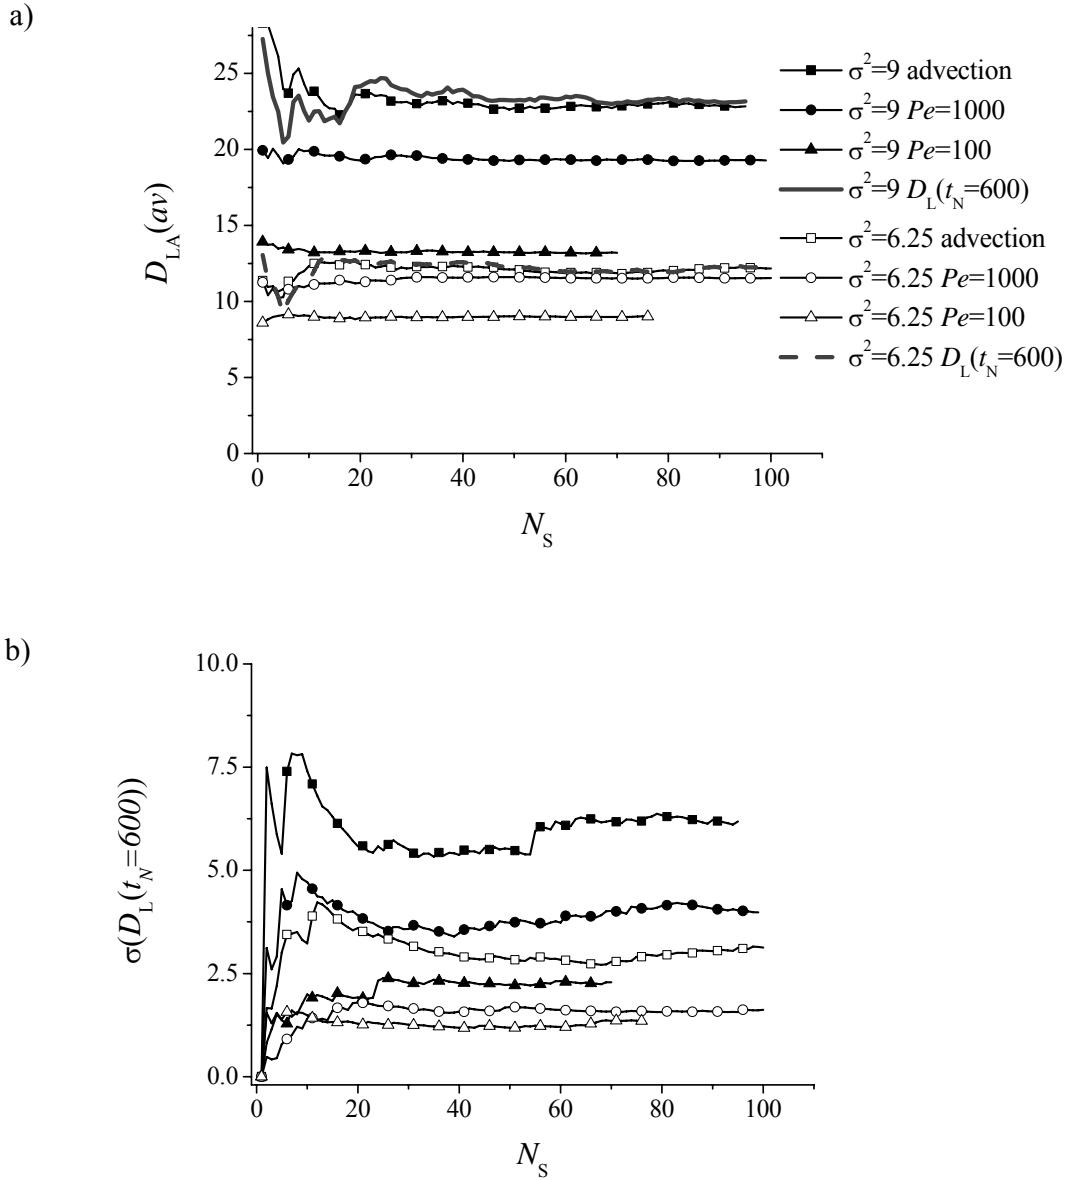 a)
25
20
15
10
5
0
D_LA(av)
0 20 40 60 80 100
N_S
σ²=9 advection
σ²=9 Pe=1000
σ²=9 Pe=100
σ²=9 D_L(t_N=600)
σ²=6.25 advection
σ²=6.25 Pe=1000
σ²=6.25 Pe=100
σ²=6.25 D_L(t_N=600)
b)
10.0
7.5
5.0
2.5
0.0
σ(D_L(t_N=600))
0 20 40 60 80 100
N_S